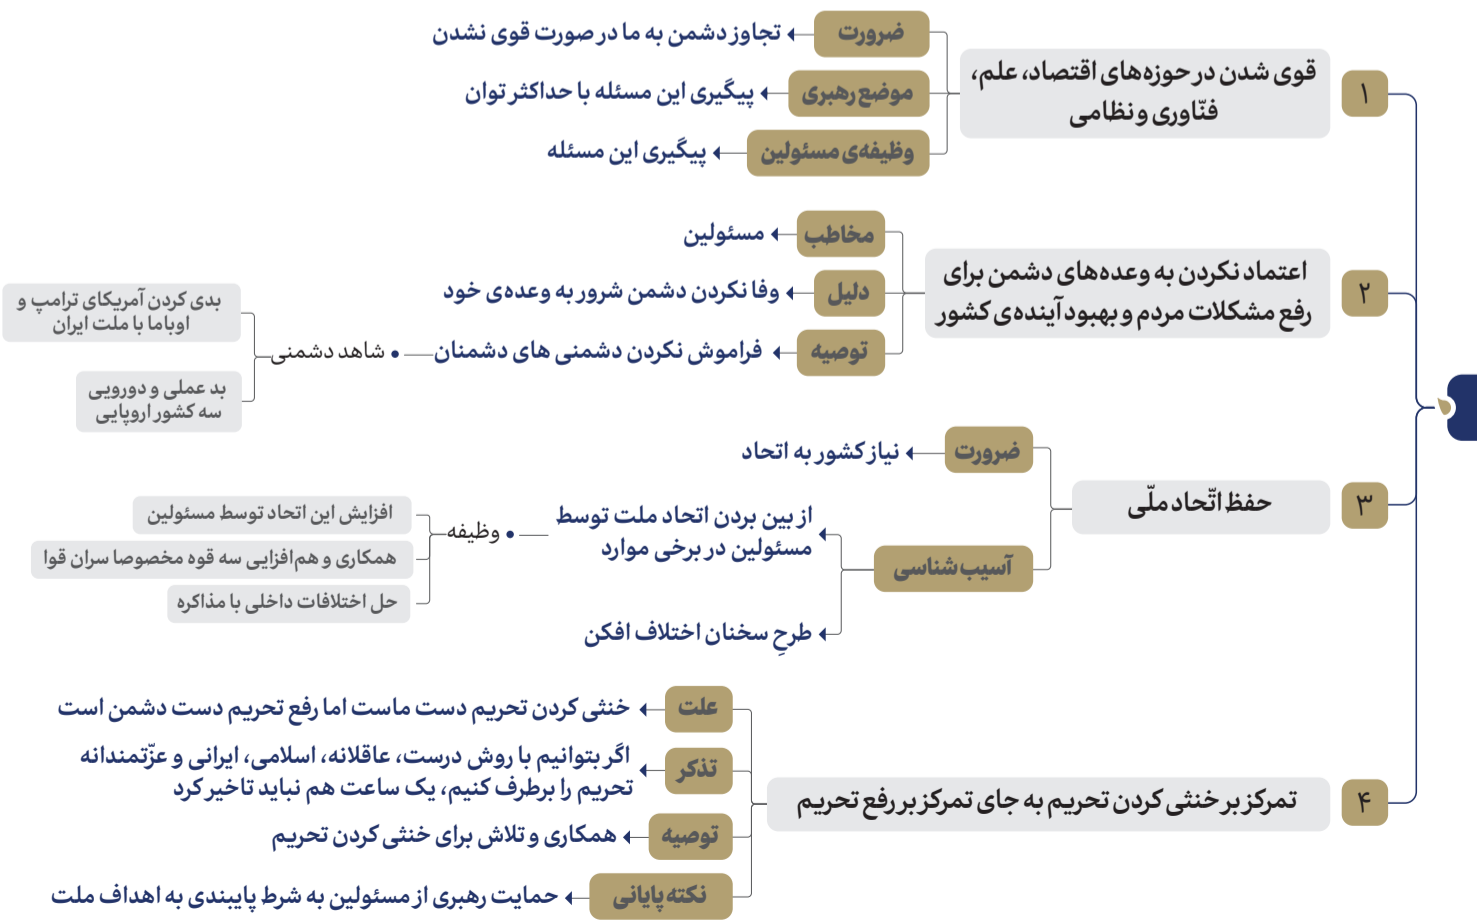 ۱
قوی شدن در حوزه‌های اقتصاد، علم،
فنّاوری و نظامی
ضرورت
تجاوز دشمن به ما در صورت قوی نشدن
موضع رهبری
پیگیری این مسئله با حداکثر توان
وظیفه‌ی مسئولین
پیگیری این مسئله
۲
اعتماد نکردن به وعده‌های دشمن برای
رفع مشکلات مردم و بهبود آینده‌ی کشور
مخاطب
مسئولین
دلیل
وفا نکردن دشمن شرور به وعده‌ی خود
توصیه
فراموش نکردن دشمنی های دشمنان
• شاهد دشمنی
بدی کردن آمریکای ترامپ و
اوباما با ملت ایران
بد عملی و دورویی
سه کشور اروپایی
۳
حفظ اتّحاد ملّی
ضرورت
نیاز کشور به اتحاد
آسیب شناسی
از بین بردن اتحاد ملت توسط
مسئولین در برخی موارد
• وظیفه
افزایش این اتحاد توسط مسئولین
همکاری و هم‌افزایی سه قوه مخصوصا سران قوا
حل اختلافات داخلی با مذاکره
طرحِ سخنان اختلاف افکن
۴
تمرکز بر خنثی کردن تحریم به جای تمرکز بر رفع تحریم
علت
خنثی کردن تحریم دست ماست اما رفع تحریم دست دشمن است
تذکر
اگر بتوانیم با روش درست، عاقلانه، اسلامی، ایرانی و عزّتمندانه
تحریم را برطرف کنیم، یک ساعت هم نباید تاخیر کرد
توصیه
همکاری و تلاش برای خنثی کردن تحریم
نکته پایانی
حمایت رهبری از مسئولین به شرط پایبندی به اهداف ملت